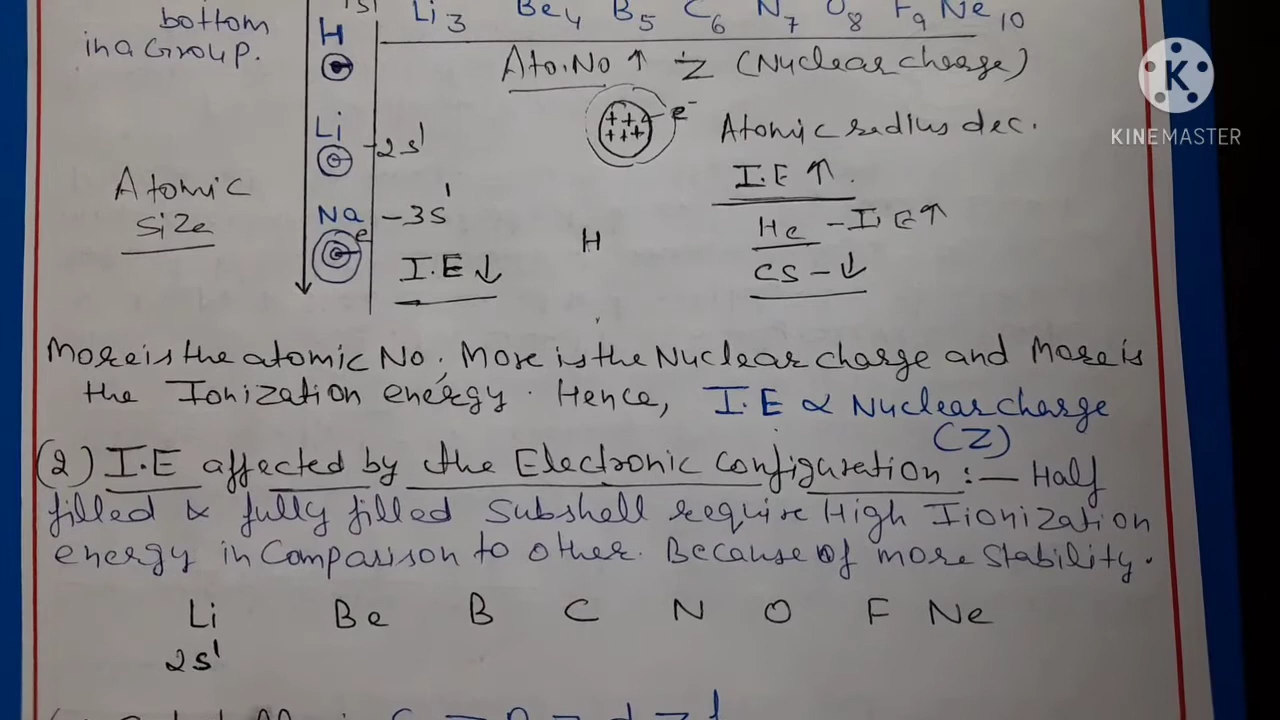 bottom
in a Group.
1s¹
H
Li
2s¹
Na - 3s¹
e
Atomic
size
I.E ↓
Li3 Be4 B5 C6 N7 O8 F9 Ne10
Ato.No ↑ Z (Nuclear charge)
++
+++
e⁻
Atomic radius dec.
I.E ↑.
He - I.E ↑
Cs - ↓
H
K
KINEMASTER
More is the atomic No, More is the Nuclear charge and More is
the Ionization energy. Hence, I.E ∝ Nuclear charge
(Z)
(2) I.E affected by the Electronic configuration :— Half
filled & fully filled Subshell require High Iionization
energy in Comparison to other. Because of more stability.
Li Be B C N O F Ne
2s¹